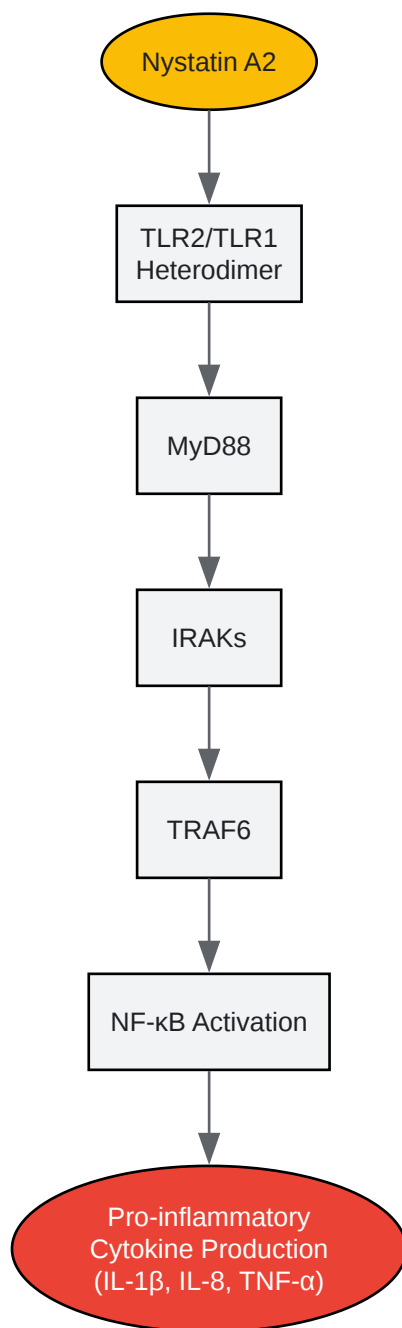 Nystatin A2
TLR2/TLR1
Heterodimer
MyD88
IRAKs
TRAF6
NF-κB Activation
Pro-inflammatory
Cytokine Production
(IL-1β, IL-8, TNF-α)